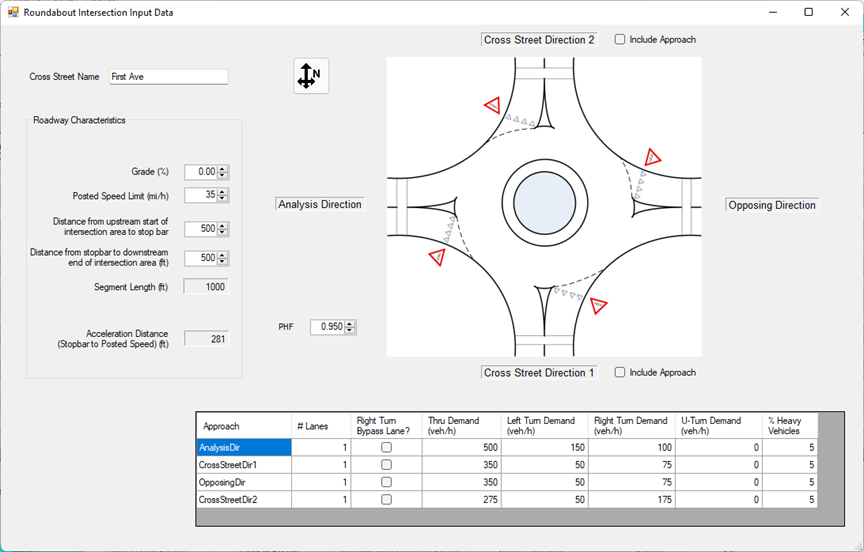 Roundabout Intersection Input Data
Cross Street Direction 2
Include Approach
Cross Street Name
First Ave
N
Roadway Characteristics
Grade (%)
0.00
Posted Speed Limit (mi/h)
35
Distance from upstream start of
intersection area to stop bar
500
Distance from stopbar to downstream
end of intersection area (ft)
500
Segment Length (ft)
1000
Acceleration Distance
(Stopbar to Posted Speed) (ft)
281
Analysis Direction
Opposing Direction
PHF
0.950
Cross Street Direction 1
Include Approach
Approach # Lanes Right Turn Bypass Lane? Thru Demand (veh/h) Left Turn Demand (veh/h) Right Turn Demand (veh/h) U-Turn Demand (veh/h) % Heavy Vehicles
AnalysisDir 1 500 150 100 0 5
CrossStreetDir1 1 350 50 75 0 5
OpposingDir 1 350 50 75 0 5
CrossStreetDir2 1 275 50 175 0 5